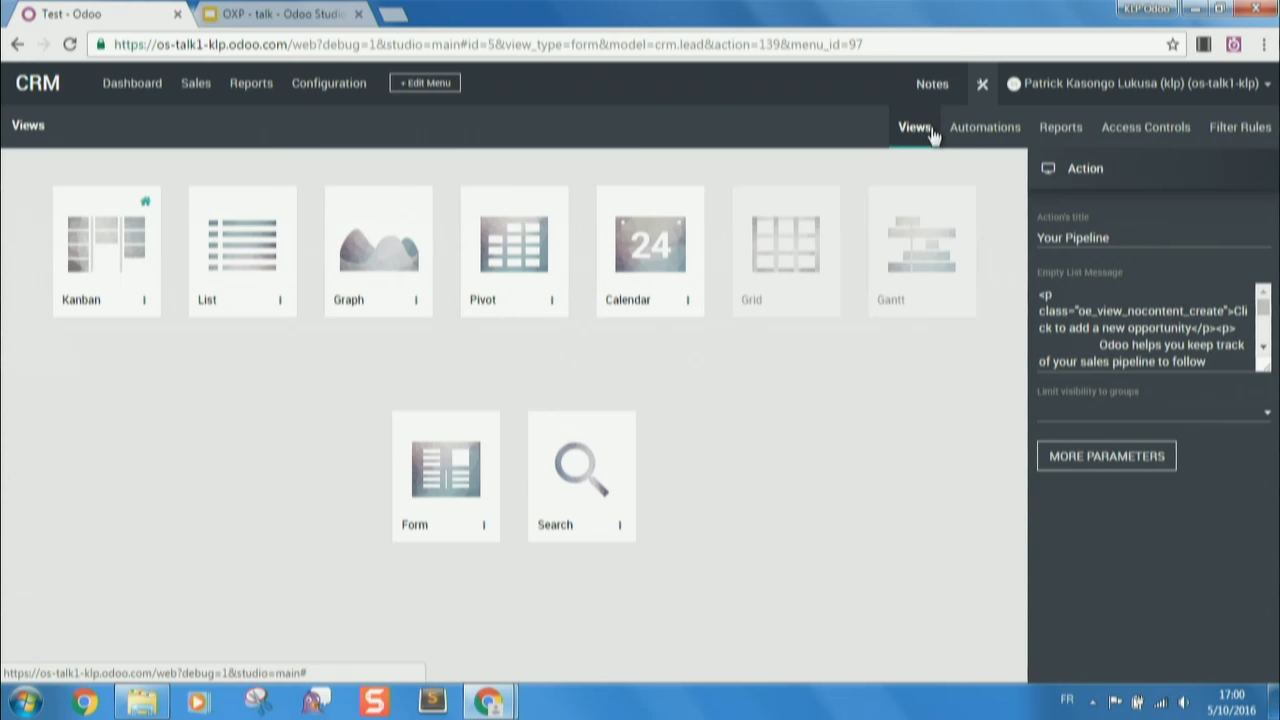 Test - Odoo
OXP - talk - Odoo Studi
KLP Odoo
https://os-talk1-klp.odoo.com/web?debug=1&studio=main#id=5&view_type=form&model=crm.lead&action=139&menu_id=97
CRM Dashboard Sales Reports Configuration + Edit Menu Notes Patrick Kasongo Lukusa (klp) (os-talk1-klp)
Views Views Automations Reports Access Controls Filter Rules
Action
Action's title
Your Pipeline
Empty List Message
<p
class="oe_view_nocontent_create">Cli
ck to add a new opportunity</p><p>
Odoo helps you keep track
of your sales pipeline to follow
Limit visibility to groups
MORE PARAMETERS
24
Kanban List Graph Pivot Calendar Grid Gantt
Form Search
https://os-talk1-klp.odoo.com/web?debug=1&studio=main#
S
S
FR
17:00
5/10/2016